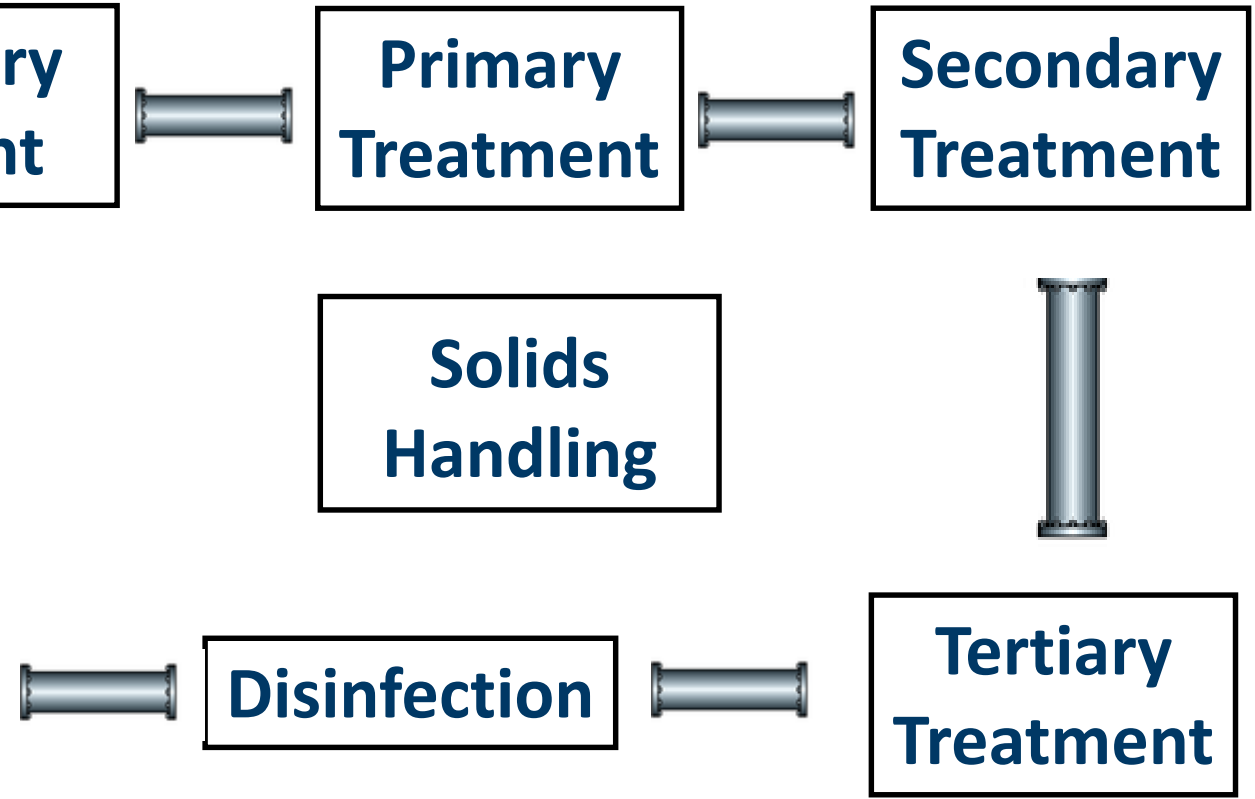 ry
nt
Primary
Treatment
Secondary
Treatment
Solids
Handling
Disinfection
Tertiary
Treatment